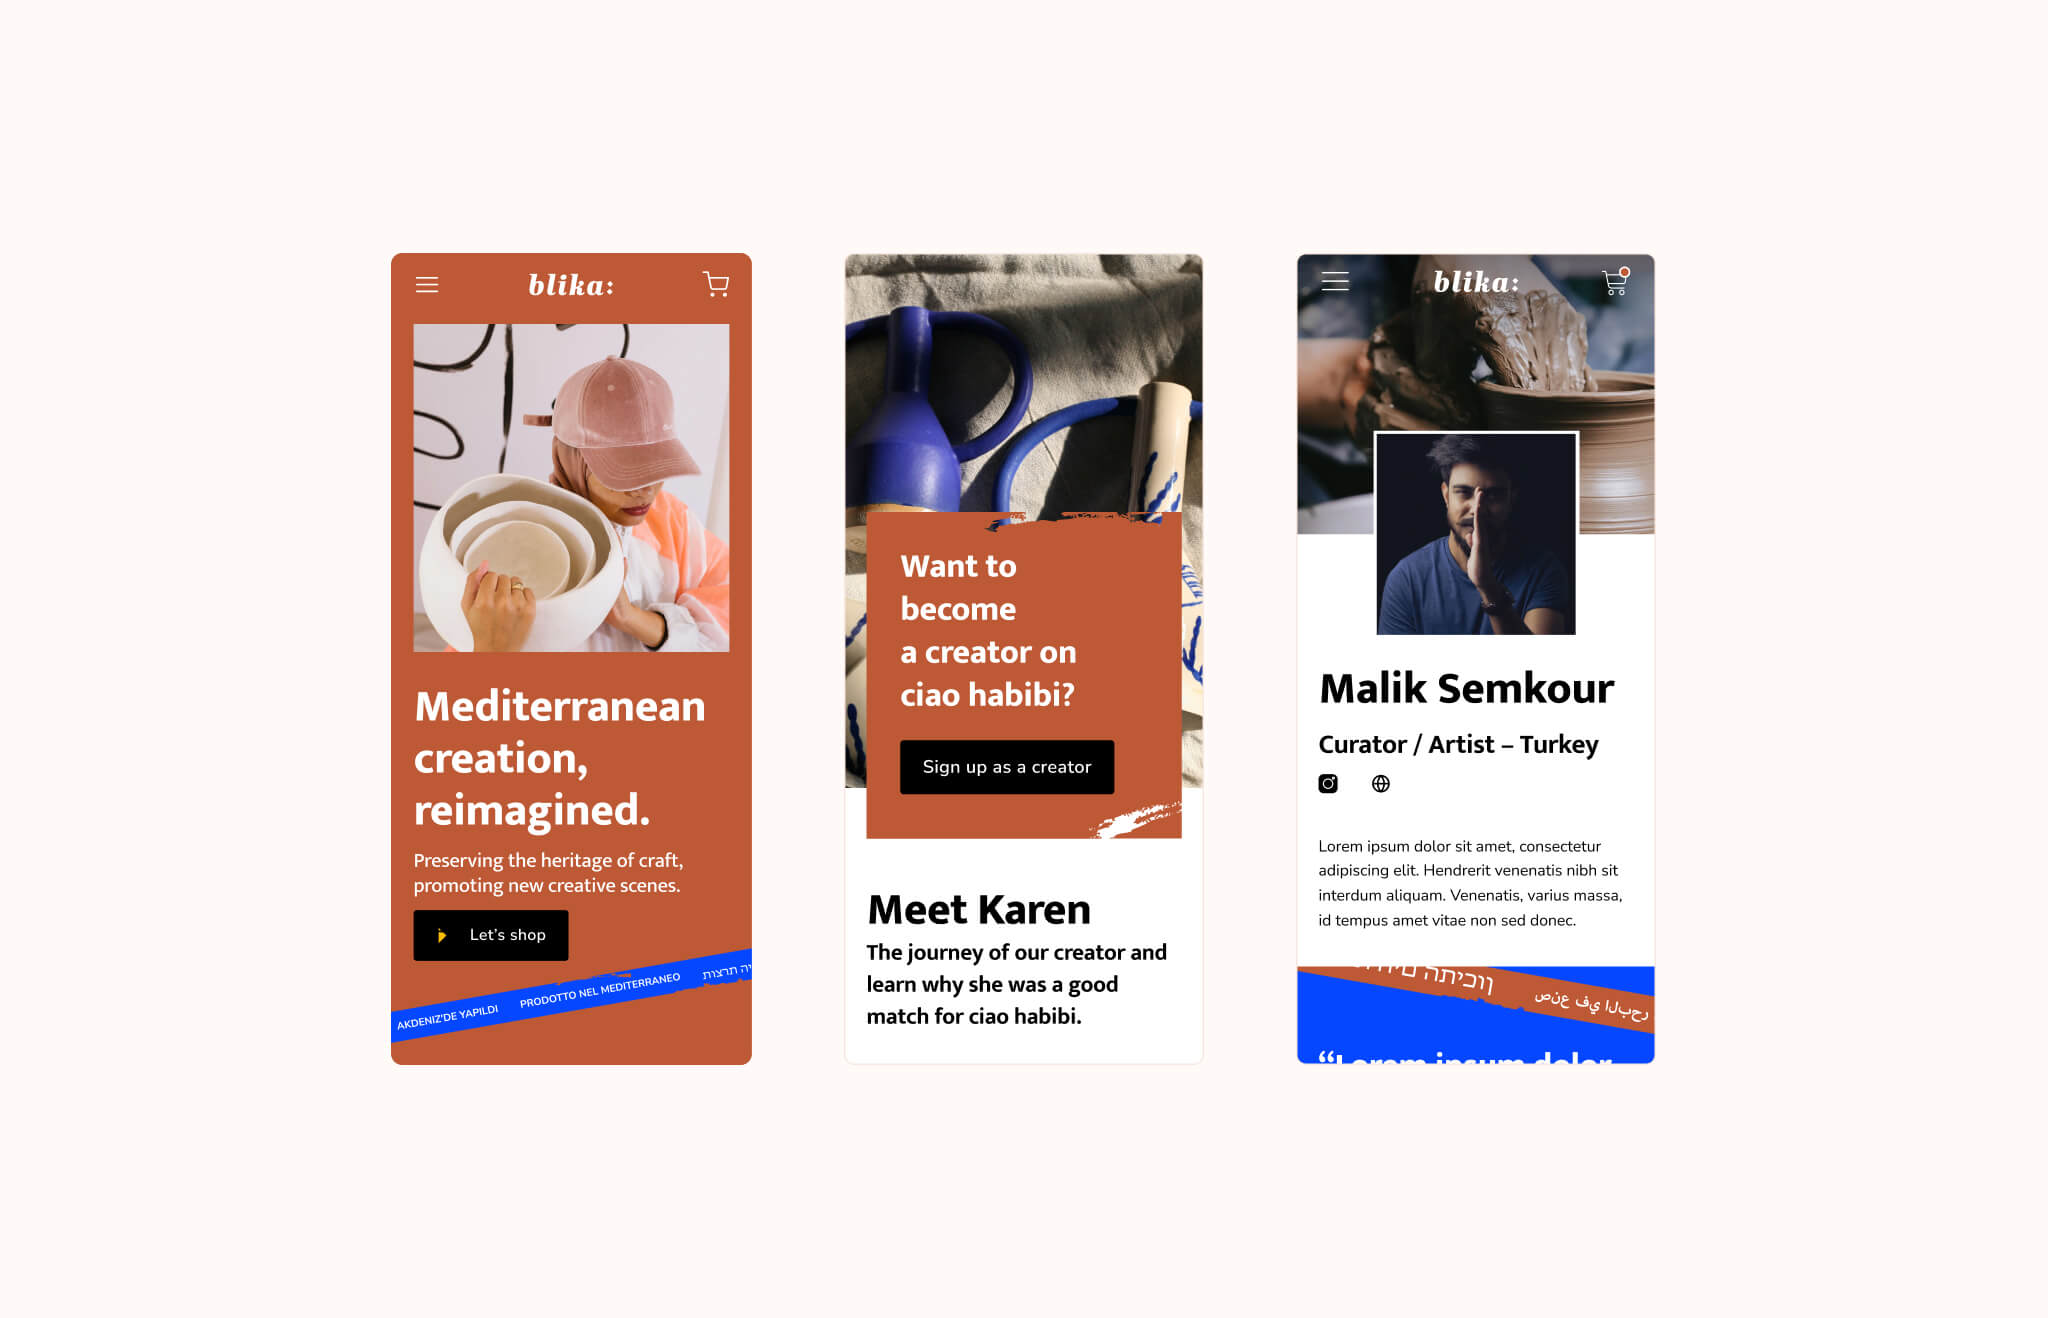 blika:
Mediterranean
creation,
reimagined.
Preserving the heritage of craft,
promoting new creative scenes.
Let's shop
AKDENIZ'DE YAPILDI
PRODOTTO NEL MEDITERRANEO
תוצרת
Want to
become
a creator on
ciao habibi?
Sign up as a creator
Meet Karen
The journey of our creator and
learn why she was a good
match for ciao habibi.
blika:
Malik Semkour
Curator / Artist – Turkey
Lorem ipsum dolor sit amet, consectetur
adipiscing elit. Hendrerit venenatis nibh sit
interdum aliquam. Venenatis, varius massa,
id tempus amet vitae non sed donec.
התיכון
صنع في البحر
“Lorem ipsum dolor